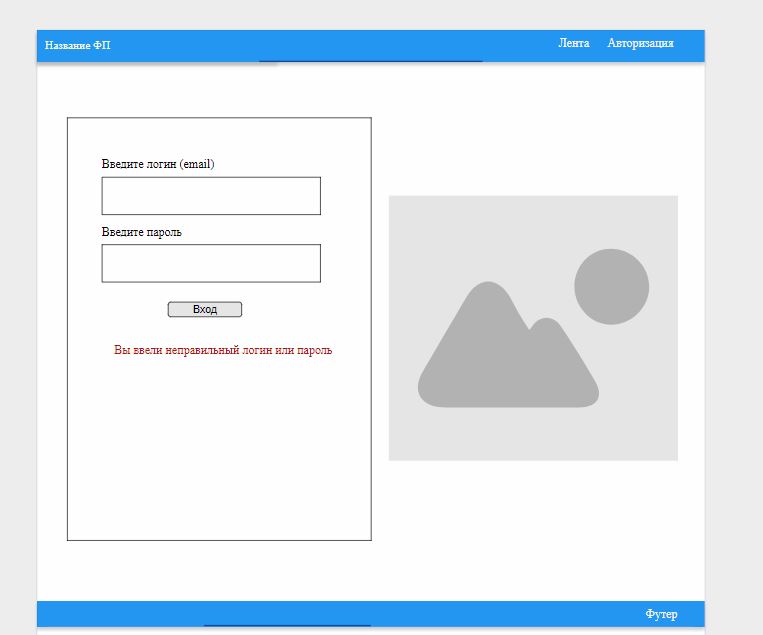 Название ФП
Лента
Авторизация
Введите логин (email)
Введите пароль
Вход
Вы ввели неправильный логин или пароль
Футер